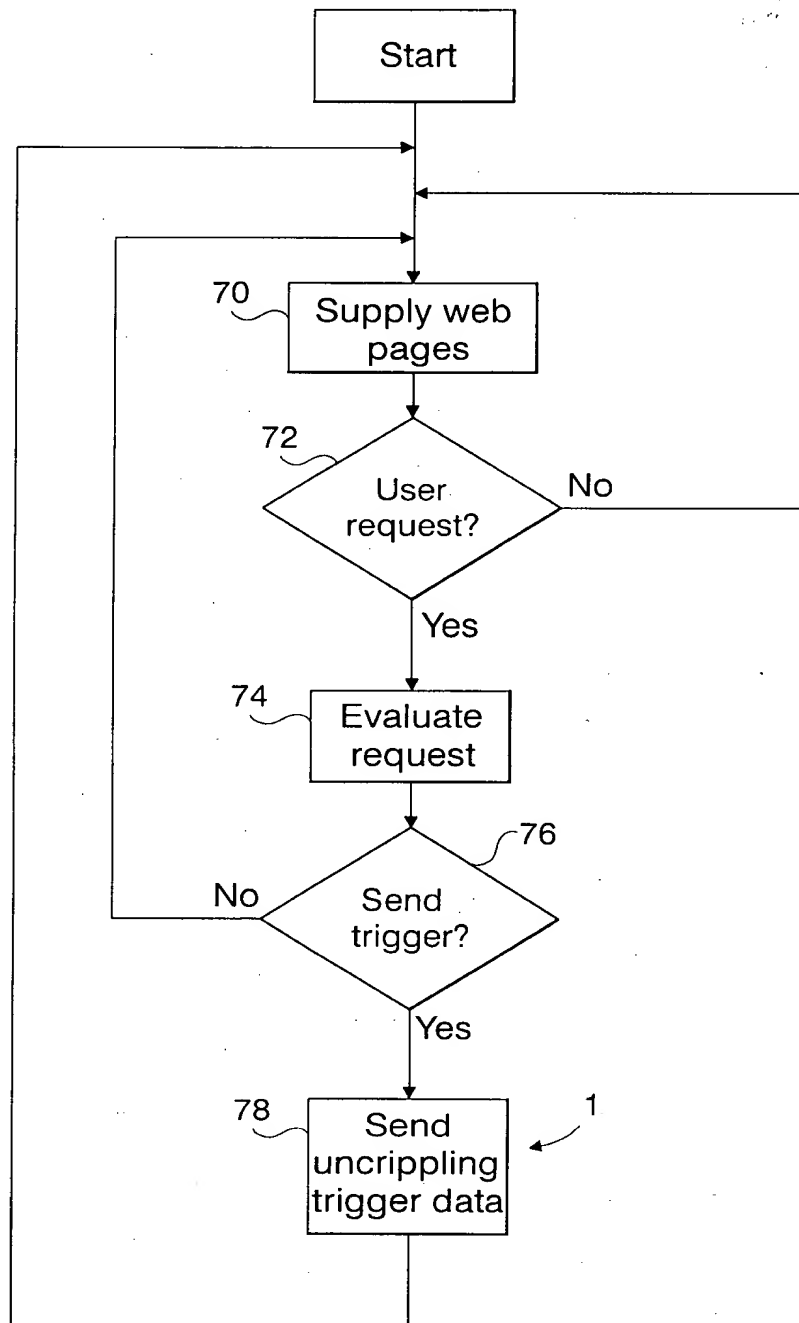 Start
70
Supply web
pages
72
User
request?
No
Yes
74
Evaluate
request
76
No
Send
trigger?
Yes
78
Send
uncrippling
trigger data
1